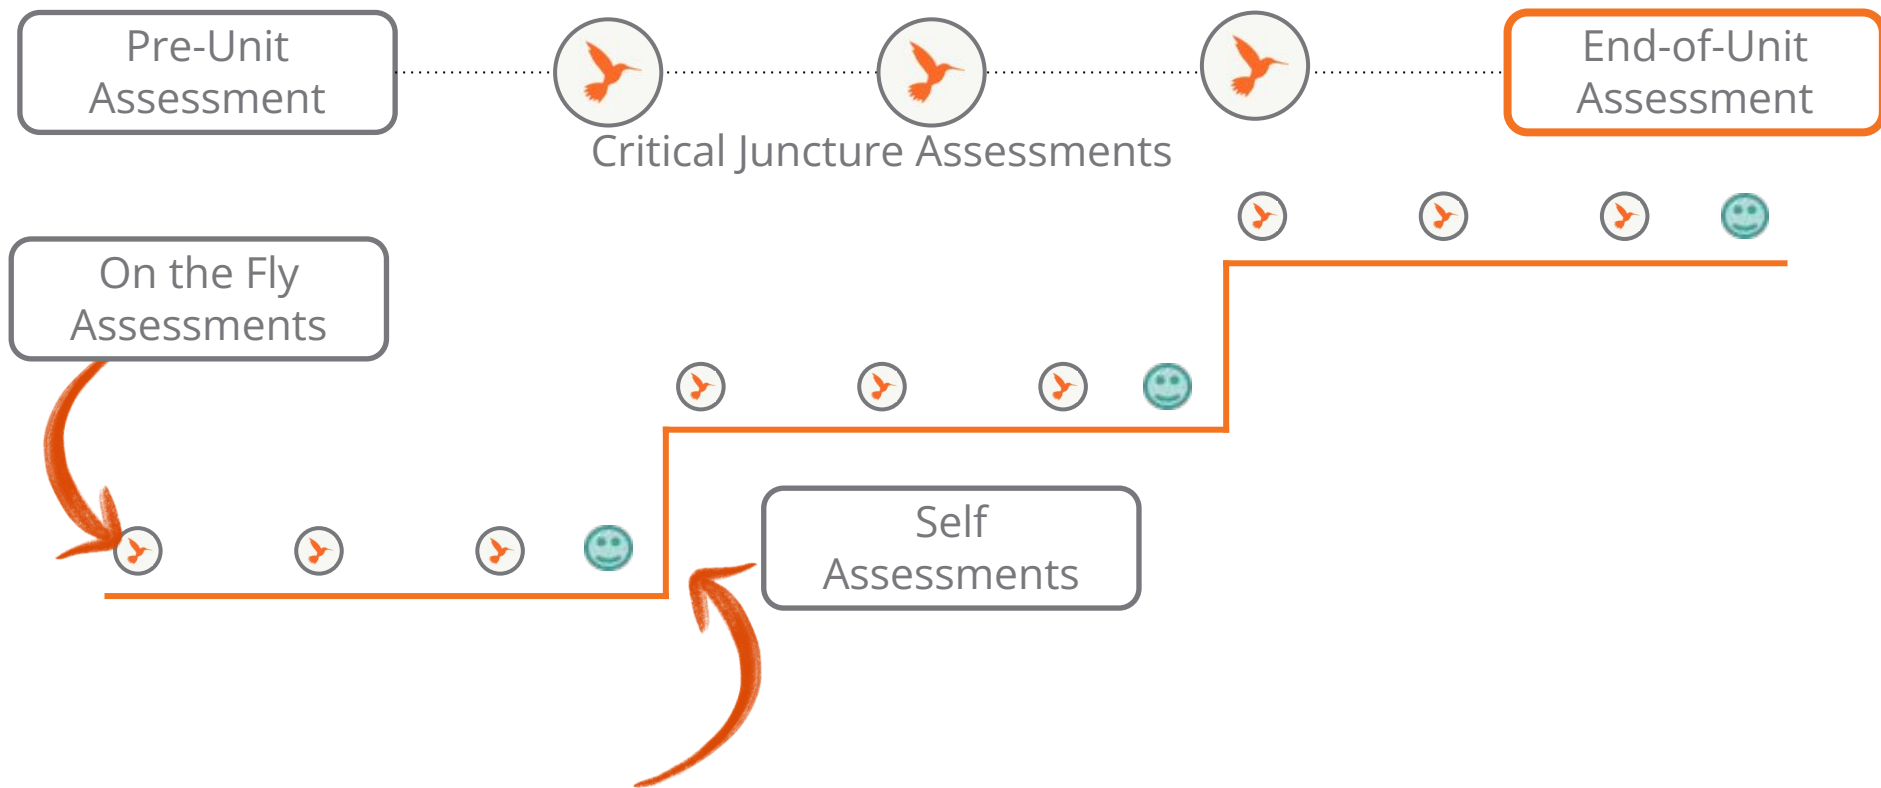 Pre-Unit
Assessment
End-of-Unit
Assessment
Critical Juncture Assessments
On the Fly
Assessments
Self
Assessments